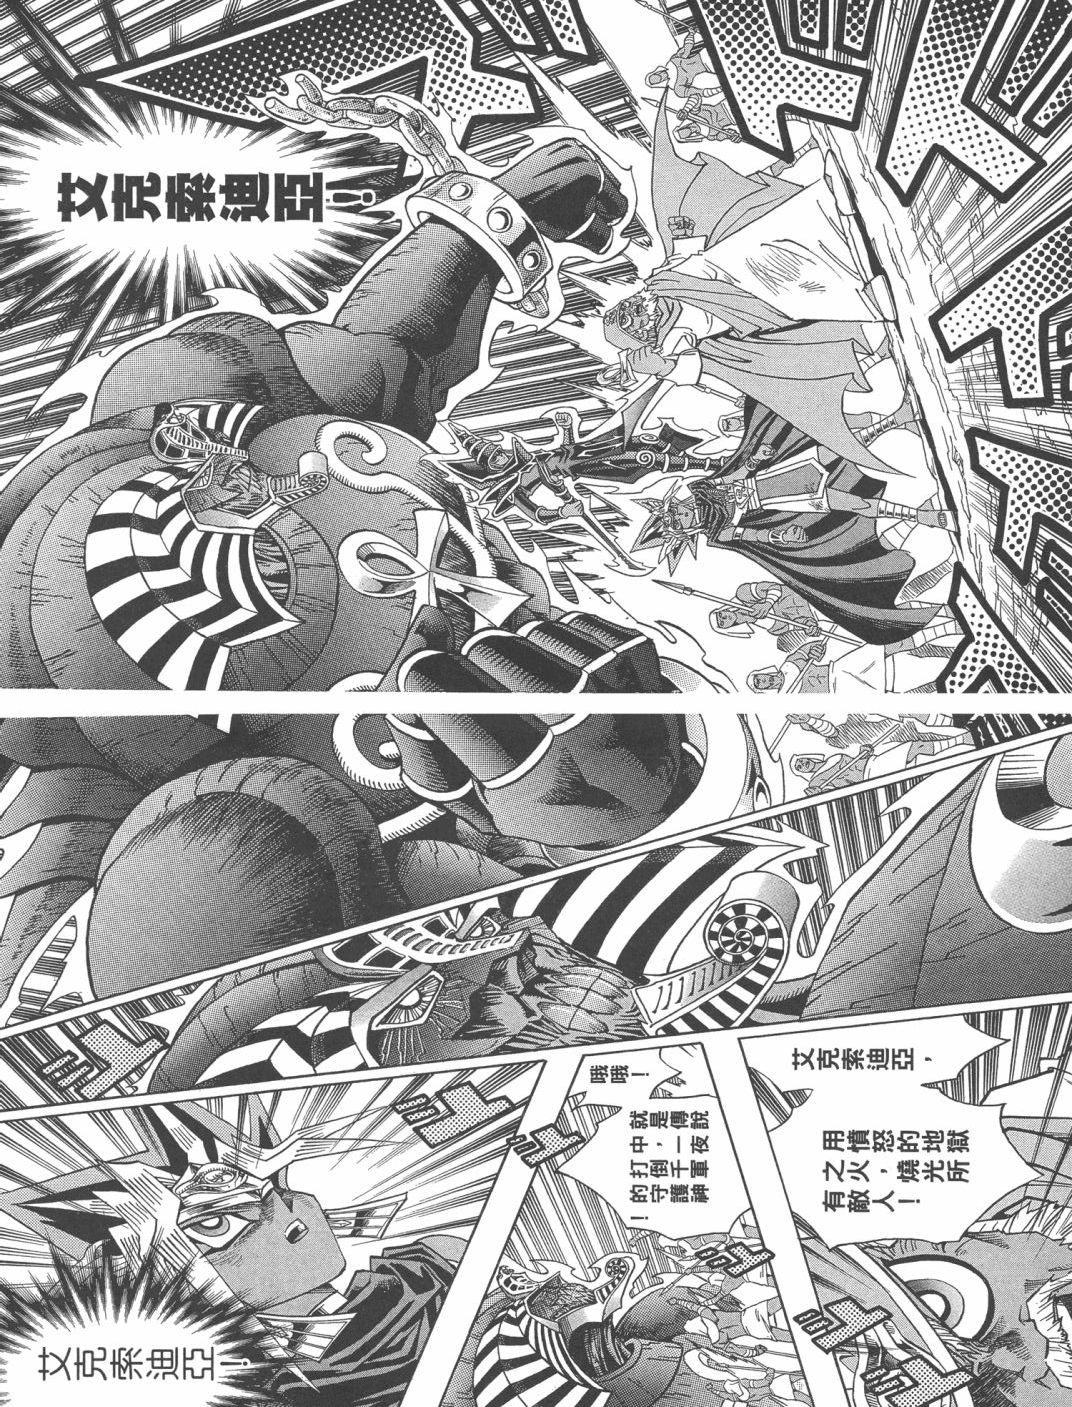 艾克索迪亞！
艾克索迪亞，
用憤怒的地獄
之火，燒光所
有敵人！
哦哦！
就是傳說
中，一夜
打倒千軍
的守護神
！
艾克索迪亞！